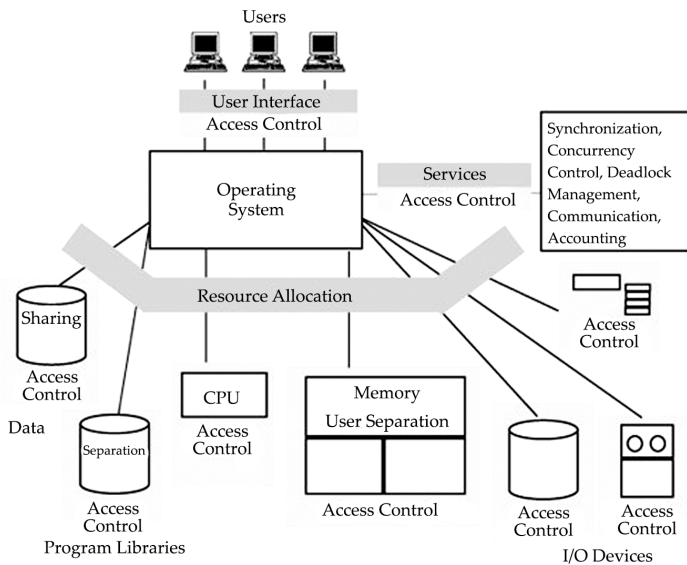 Users
User Interface
Access Control
Operating
System
Services
Access Control
Synchronization,
Concurrency
Control, Deadlock
Management,
Communication,
Accounting
Resource Allocation
Sharing
Access
Control
Data
Separation
Access
Control
Program Libraries
CPU
Access
Control
Memory
User Separation
Access Control
Access
Control
Access
Control
Access
Control
I/O Devices